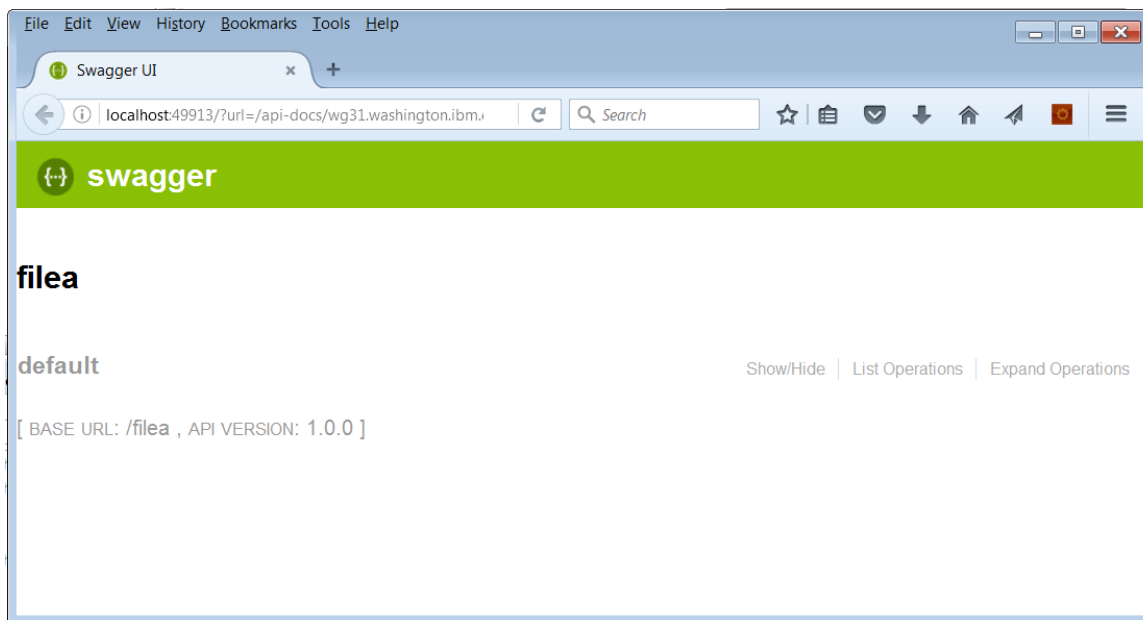 File Edit View History Bookmarks Tools Help
Swagger UI
localhost:49913/?url=/api-docs/wg31.washington.ibm. Search
{··} swagger
filea
default Show/Hide List Operations Expand Operations
[ BASE URL: /filea , API VERSION: 1.0.0 ]